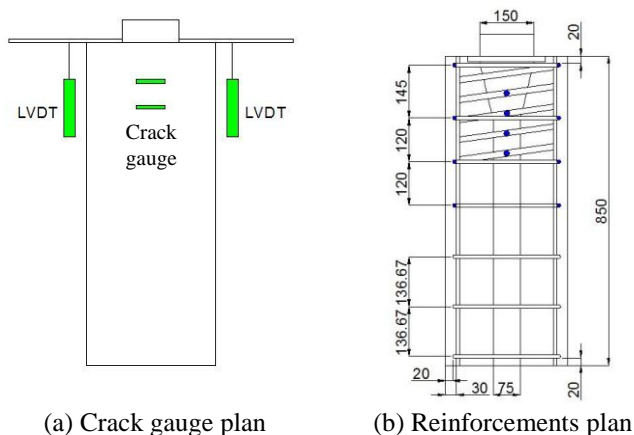 LVDT
LVDT
Crack
gauge
150
20
145
120
120
850
136.67
136.67
20
30
75
20
(a) Crack gauge plan
(b) Reinforcements plan